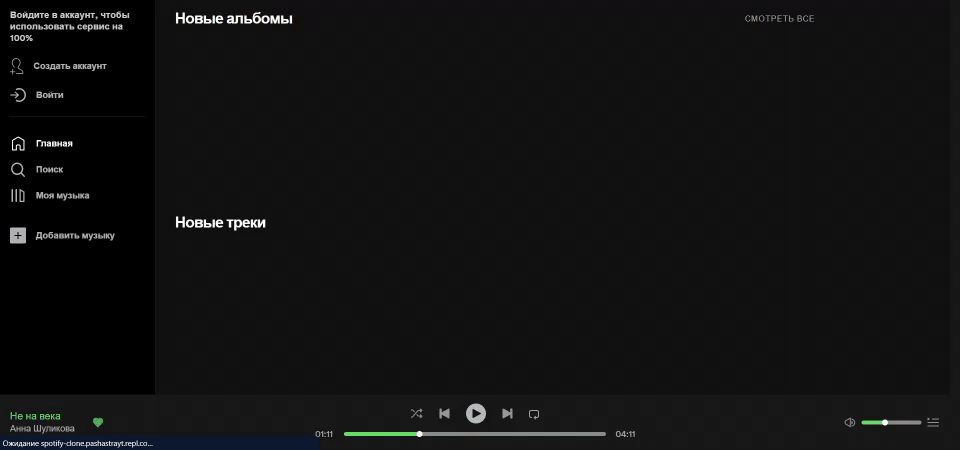 Войдите в аккаунт, чтобы
использовать сервис на
100%
Создать аккаунт
Войти
Главная
Поиск
Моя музыка
Добавить музыку
Новые альбомы
СМОТРЕТЬ ВСЕ
Новые треки
Не на века
Анна Шуликова
01:11
04:11
Ожидание spotify-clone.pashastrayt.repl.co...